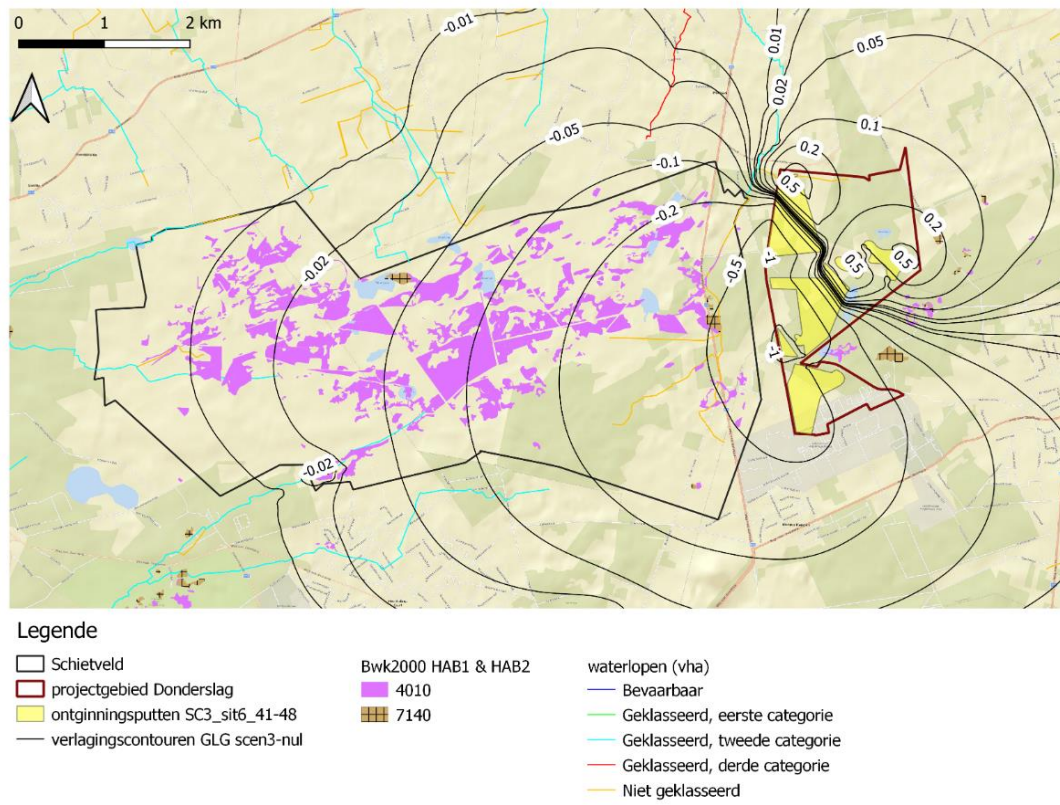 0 1 2 km
-0.01
0.01
0.02
0.05
-0.02
-0.05
0.1
-0.1
0.2
0.5
-0.2
0.2
-1
-0.5
0.5
0.5
-0.02
-1
-0.02
Legende
Schietveld
projectgebied Donderslag
ontginningsputten SC3_sit6_41-48
verlagingscontouren GLG scen3-nul
Bwk2000 HAB1 & HAB2
4010
7140
waterlopen (vha)
Bevaarbaar
Geklasseerd, eerste categorie
Geklasseerd, tweede categorie
Geklasseerd, derde categorie
Niet geklasseerd